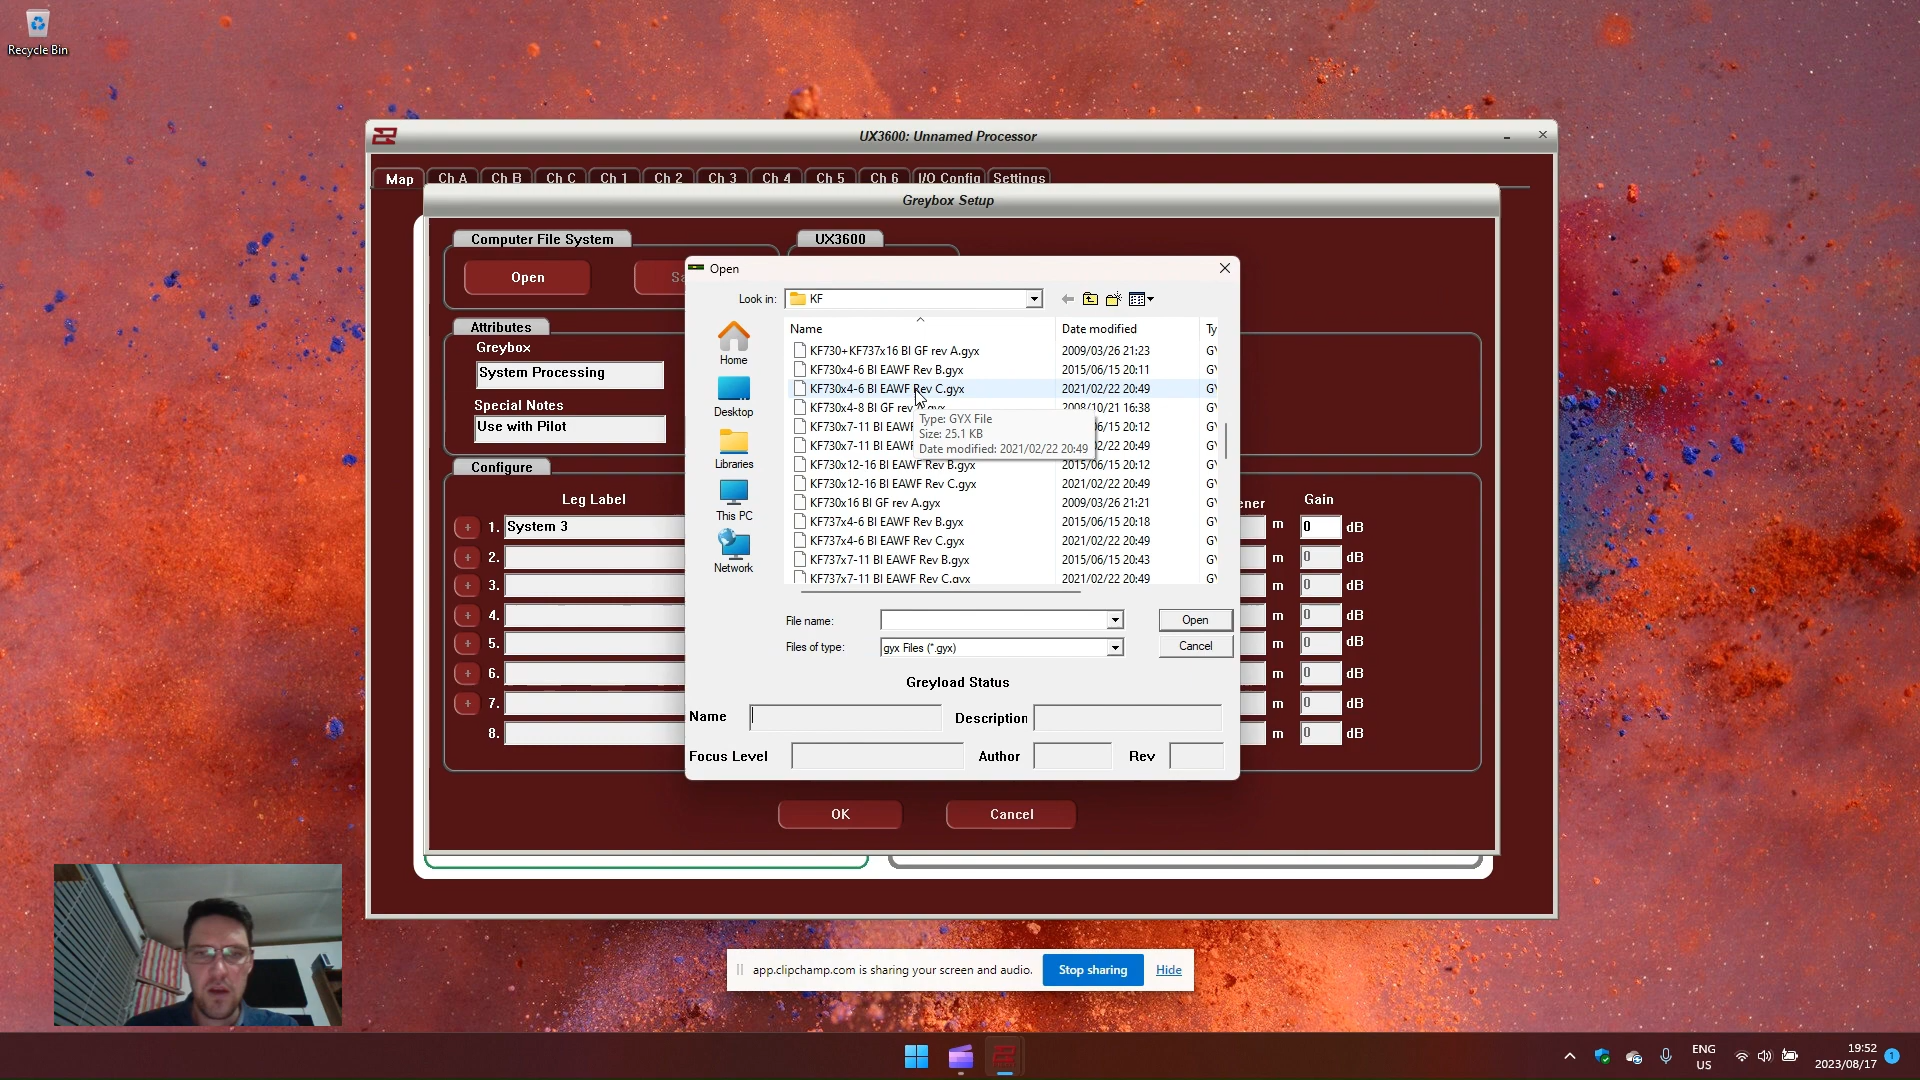 Recycle Bin
UX3600: Unnamed Processor
Map
Ch A
Ch B
Ch C
Ch 1
Ch 2
Ch 3
Ch 4
Ch 5
Ch 6
I/O Config
Settings
Greybox Setup
Computer File System
UX3600
Open
Attributes
Greybox
System Processing
Special Notes
Use with Pilot
Configure
Leg Label
Gain
1. System 3 m 0 dB
2. m 0 dB
3. m 0 dB
4. m 0 dB
5. m 0 dB
6. m 0 dB
7. m 0 dB
8. m 0 dB
OK
Cancel
Open
Look in: KF
Home
Desktop
Libraries
This PC
Network
Name Date modified Ty
KF730+KF737x16 BI GF rev A.gyx 2009/03/26 21:23
KF730x4-6 BI EAWF Rev B.gyx 2015/06/15 20:11
KF730x4-6 BI EAWF Rev C.gyx 2021/02/22 20:49
KF730x4-8 BI GF rev A.gyx 2008/10/21 16:38
KF730x7-11 BI EAWF 06/15 20:12
KF730x7-11 BI EAWF 02/22 20:49
KF730x12-16 BI EAWF Rev B.gyx 2015/06/15 20:12
KF730x12-16 BI EAWF Rev C.gyx 2021/02/22 20:49
KF730x16 BI GF rev A.gyx 2009/03/26 21:21
KF737x4-6 BI EAWF Rev B.gyx 2015/06/15 20:18
KF737x4-6 BI EAWF Rev C.gyx 2021/02/22 20:49
KF737x7-11 BI EAWF Rev B.gyx 2015/06/15 20:43
KF737x7-11 BI EAWF Rev C.gyx 2021/02/22 20:49
Type: GYX File
Size: 25.1 KB
Date modified: 2021/02/22 20:49
File name:
Open
Files of type: gyx Files (*.gyx)
Cancel
Greyload Status
Name
Description
Focus Level
Author
Rev
app.clipchamp.com is sharing your screen and audio.
Stop sharing
Hide
ENG
US
19:52
2023/08/17
1